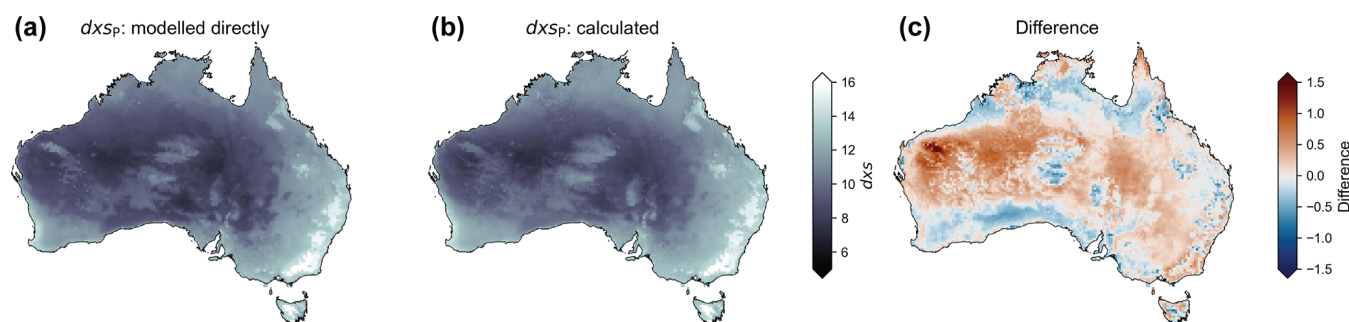 (a) dxsP: modelled directly
(b) dxsP: calculated
(c) Difference
16
14
12
10
8
6
dxs
1.5
1.0
0.5
0.0
−0.5
−1.0
−1.5
Difference